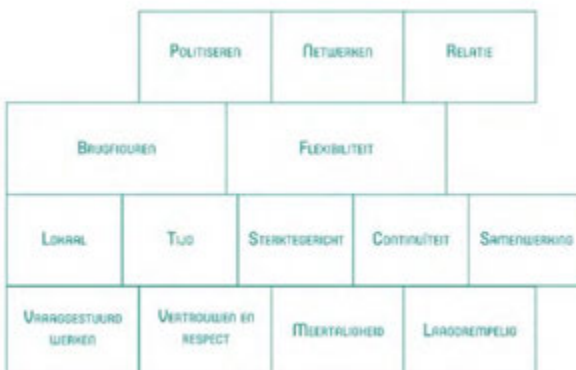 POLITISEREN NETWERKEN RELATIE
BRUGFIGUREN FLEXIBILITEIT
LOKAAL TIJD STERKTEGERICHT CONTINUÏTEIT SAMENWERKING
VRAAGGESTUURD
WERKEN
VERTROUWEN EN
RESPECT
MEERTALIGHEID LAAGDREMPELIG